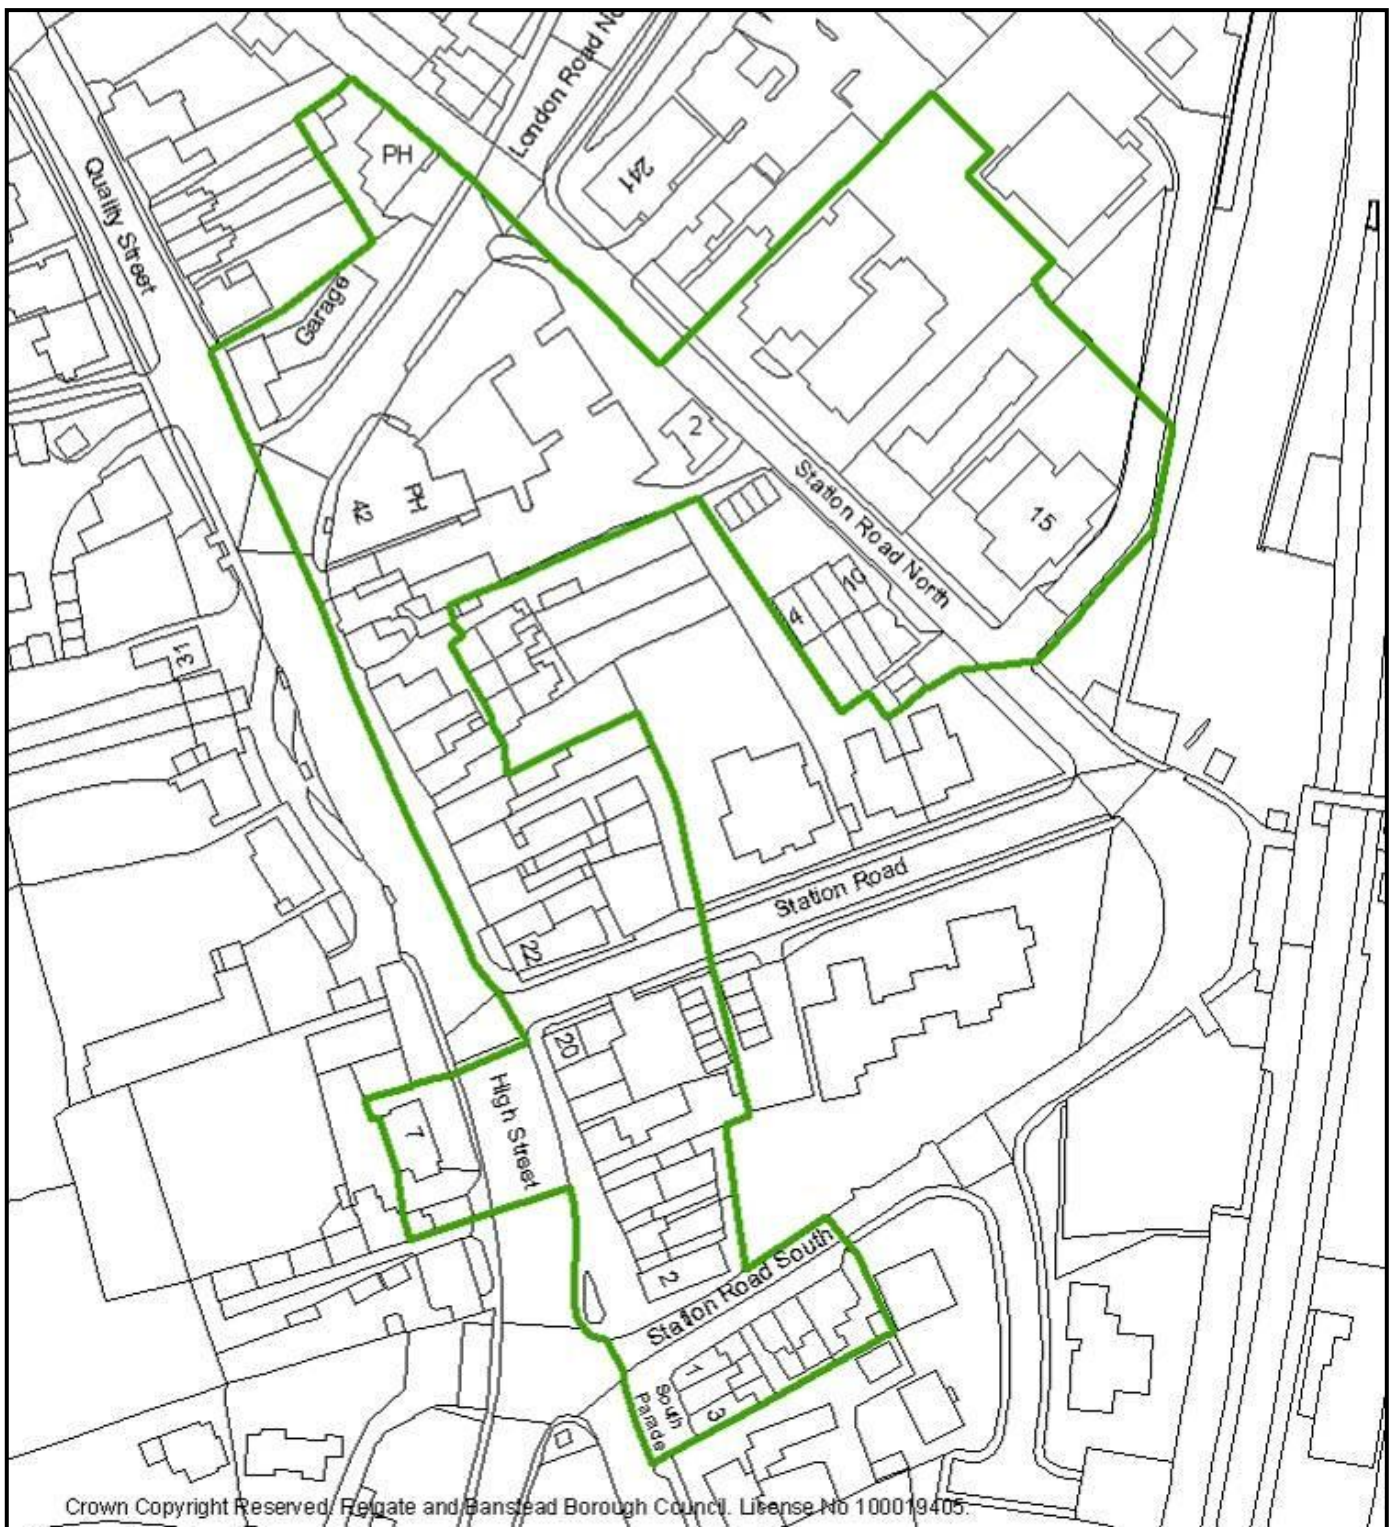 London Road No
PH
Quality Street
241
Garage
2
PH
42
Station Road North
15
10
4
31
Station Road
22
20
High Street
7
2
Station Road South
1
3
South
Parade
Crown Copyright Reserved. Reigate and Banstead Borough Council. License No 100019405.